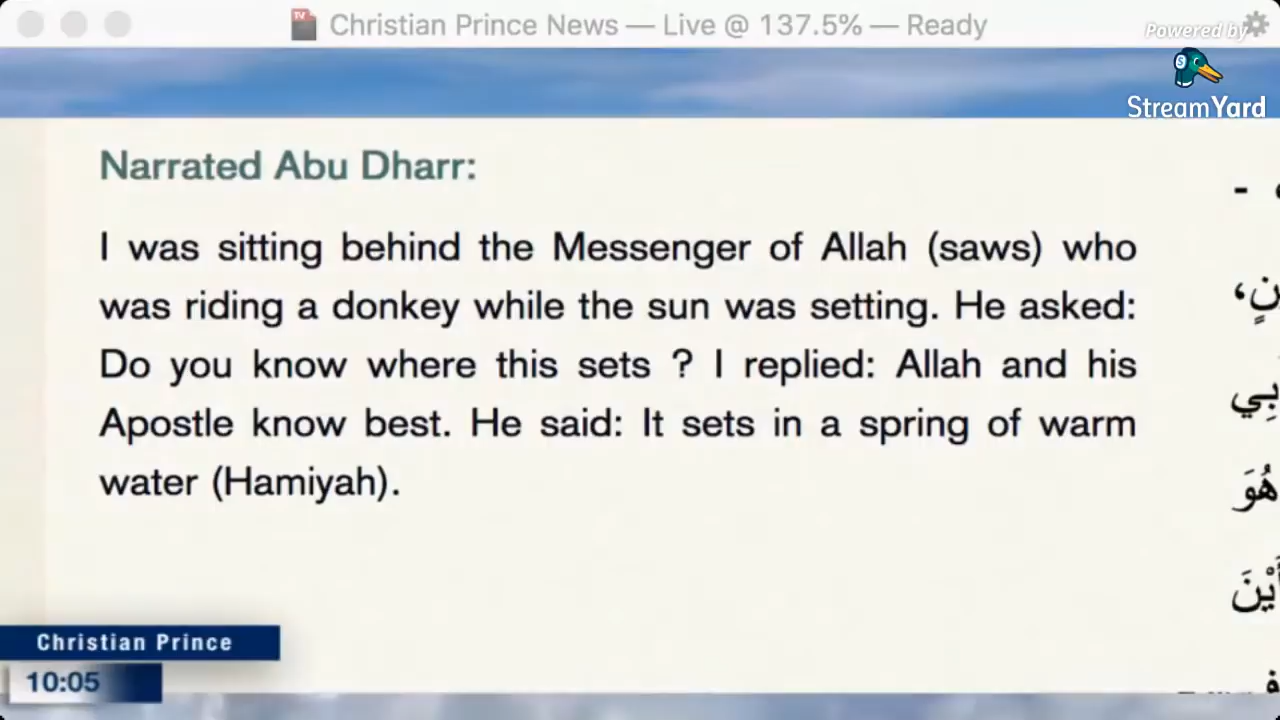 Christian Prince News — Live @ 137.5% — Ready
Powered by
StreamYard
Narrated Abu Dharr:
I was sitting behind the Messenger of Allah (saws) who
was riding a donkey while the sun was setting. He asked:
Do you know where this sets ? I replied: Allah and his
Apostle know best. He said: It sets in a spring of warm
water (Hamiyah).
هُوَ
أَيْنَ
Christian Prince
10:05